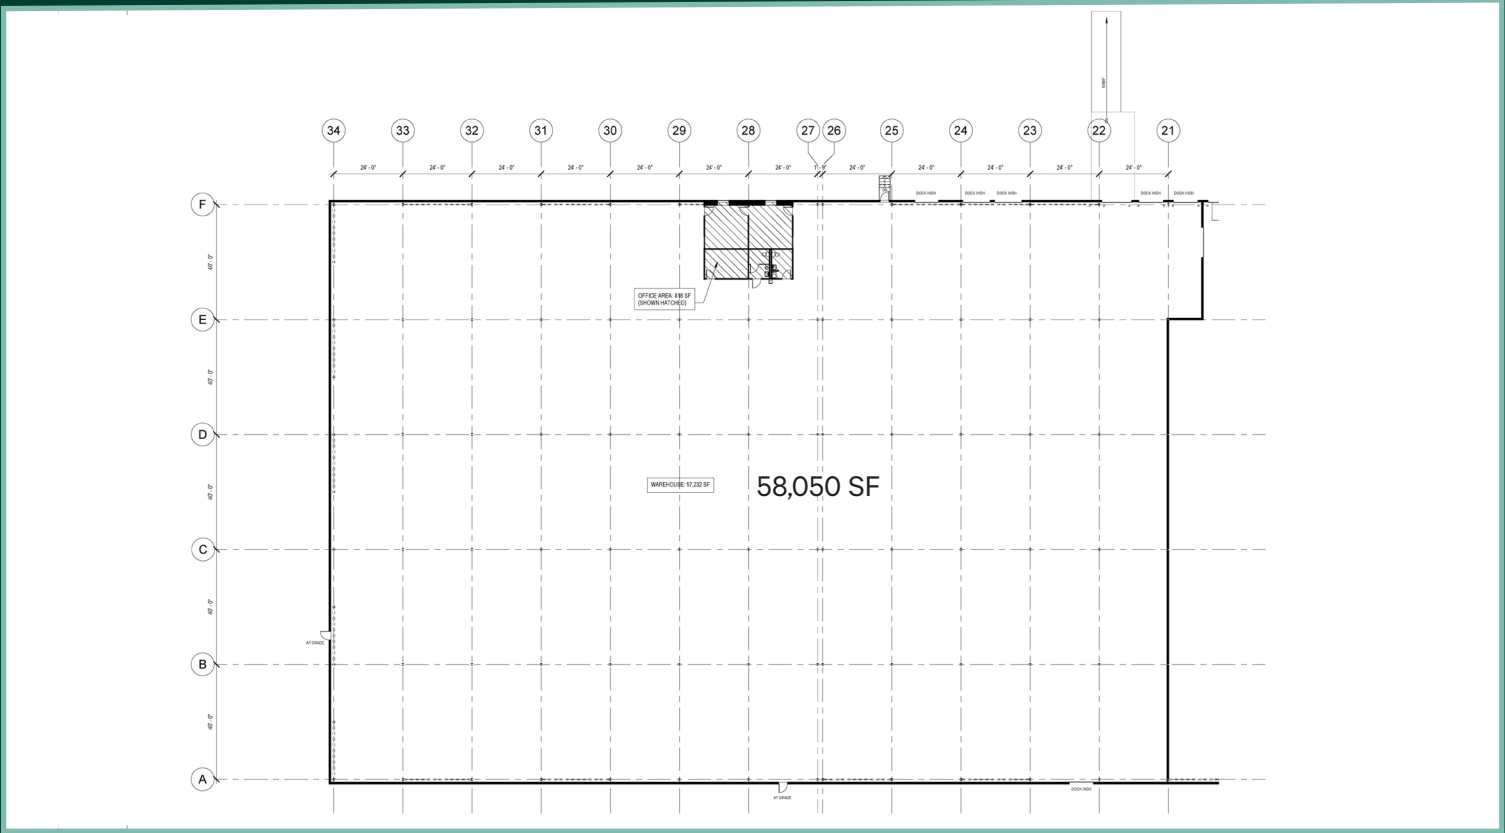 RAMP
34 33 32 31 30 29 28 27 26 25 24 23 22 21
24' - 0" 24' - 0" 24' - 0" 24' - 0" 24' - 0" 24' - 0" 24' - 0" 1' - 9" 24' - 0" 24' - 0" 24' - 0" 24' - 0" 24' - 0"
DOCK HIGH DOCK HIGH DOCK HIGH DOCK HIGH DOCK HIGH
F
OFFICE AREA: 818 SF
(SHOWN HATCHED)
E
D
WAREHOUSE: 57,232 SF
58,050 SF
C
AT GRADE
B
A
DOCK HIGH
AT GRADE